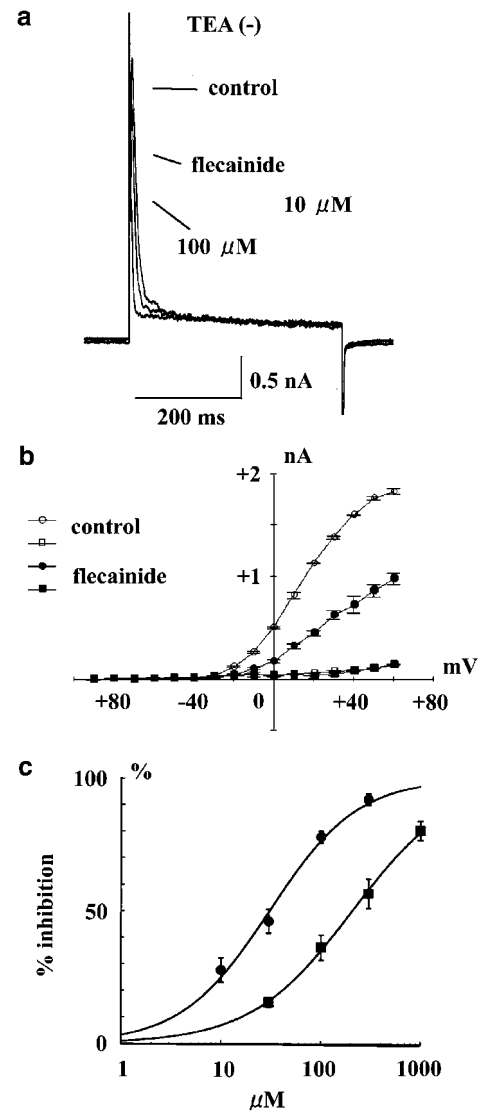 a
TEA (-)
control
flecainide
10 μM
100 μM
0.5 nA
200 ms
b
nA
+2
control
flecainide
+1
mV
+80
-40
0
+40
+80
c
%
100
50
0
% inhibition
1
10
100
1000
μM